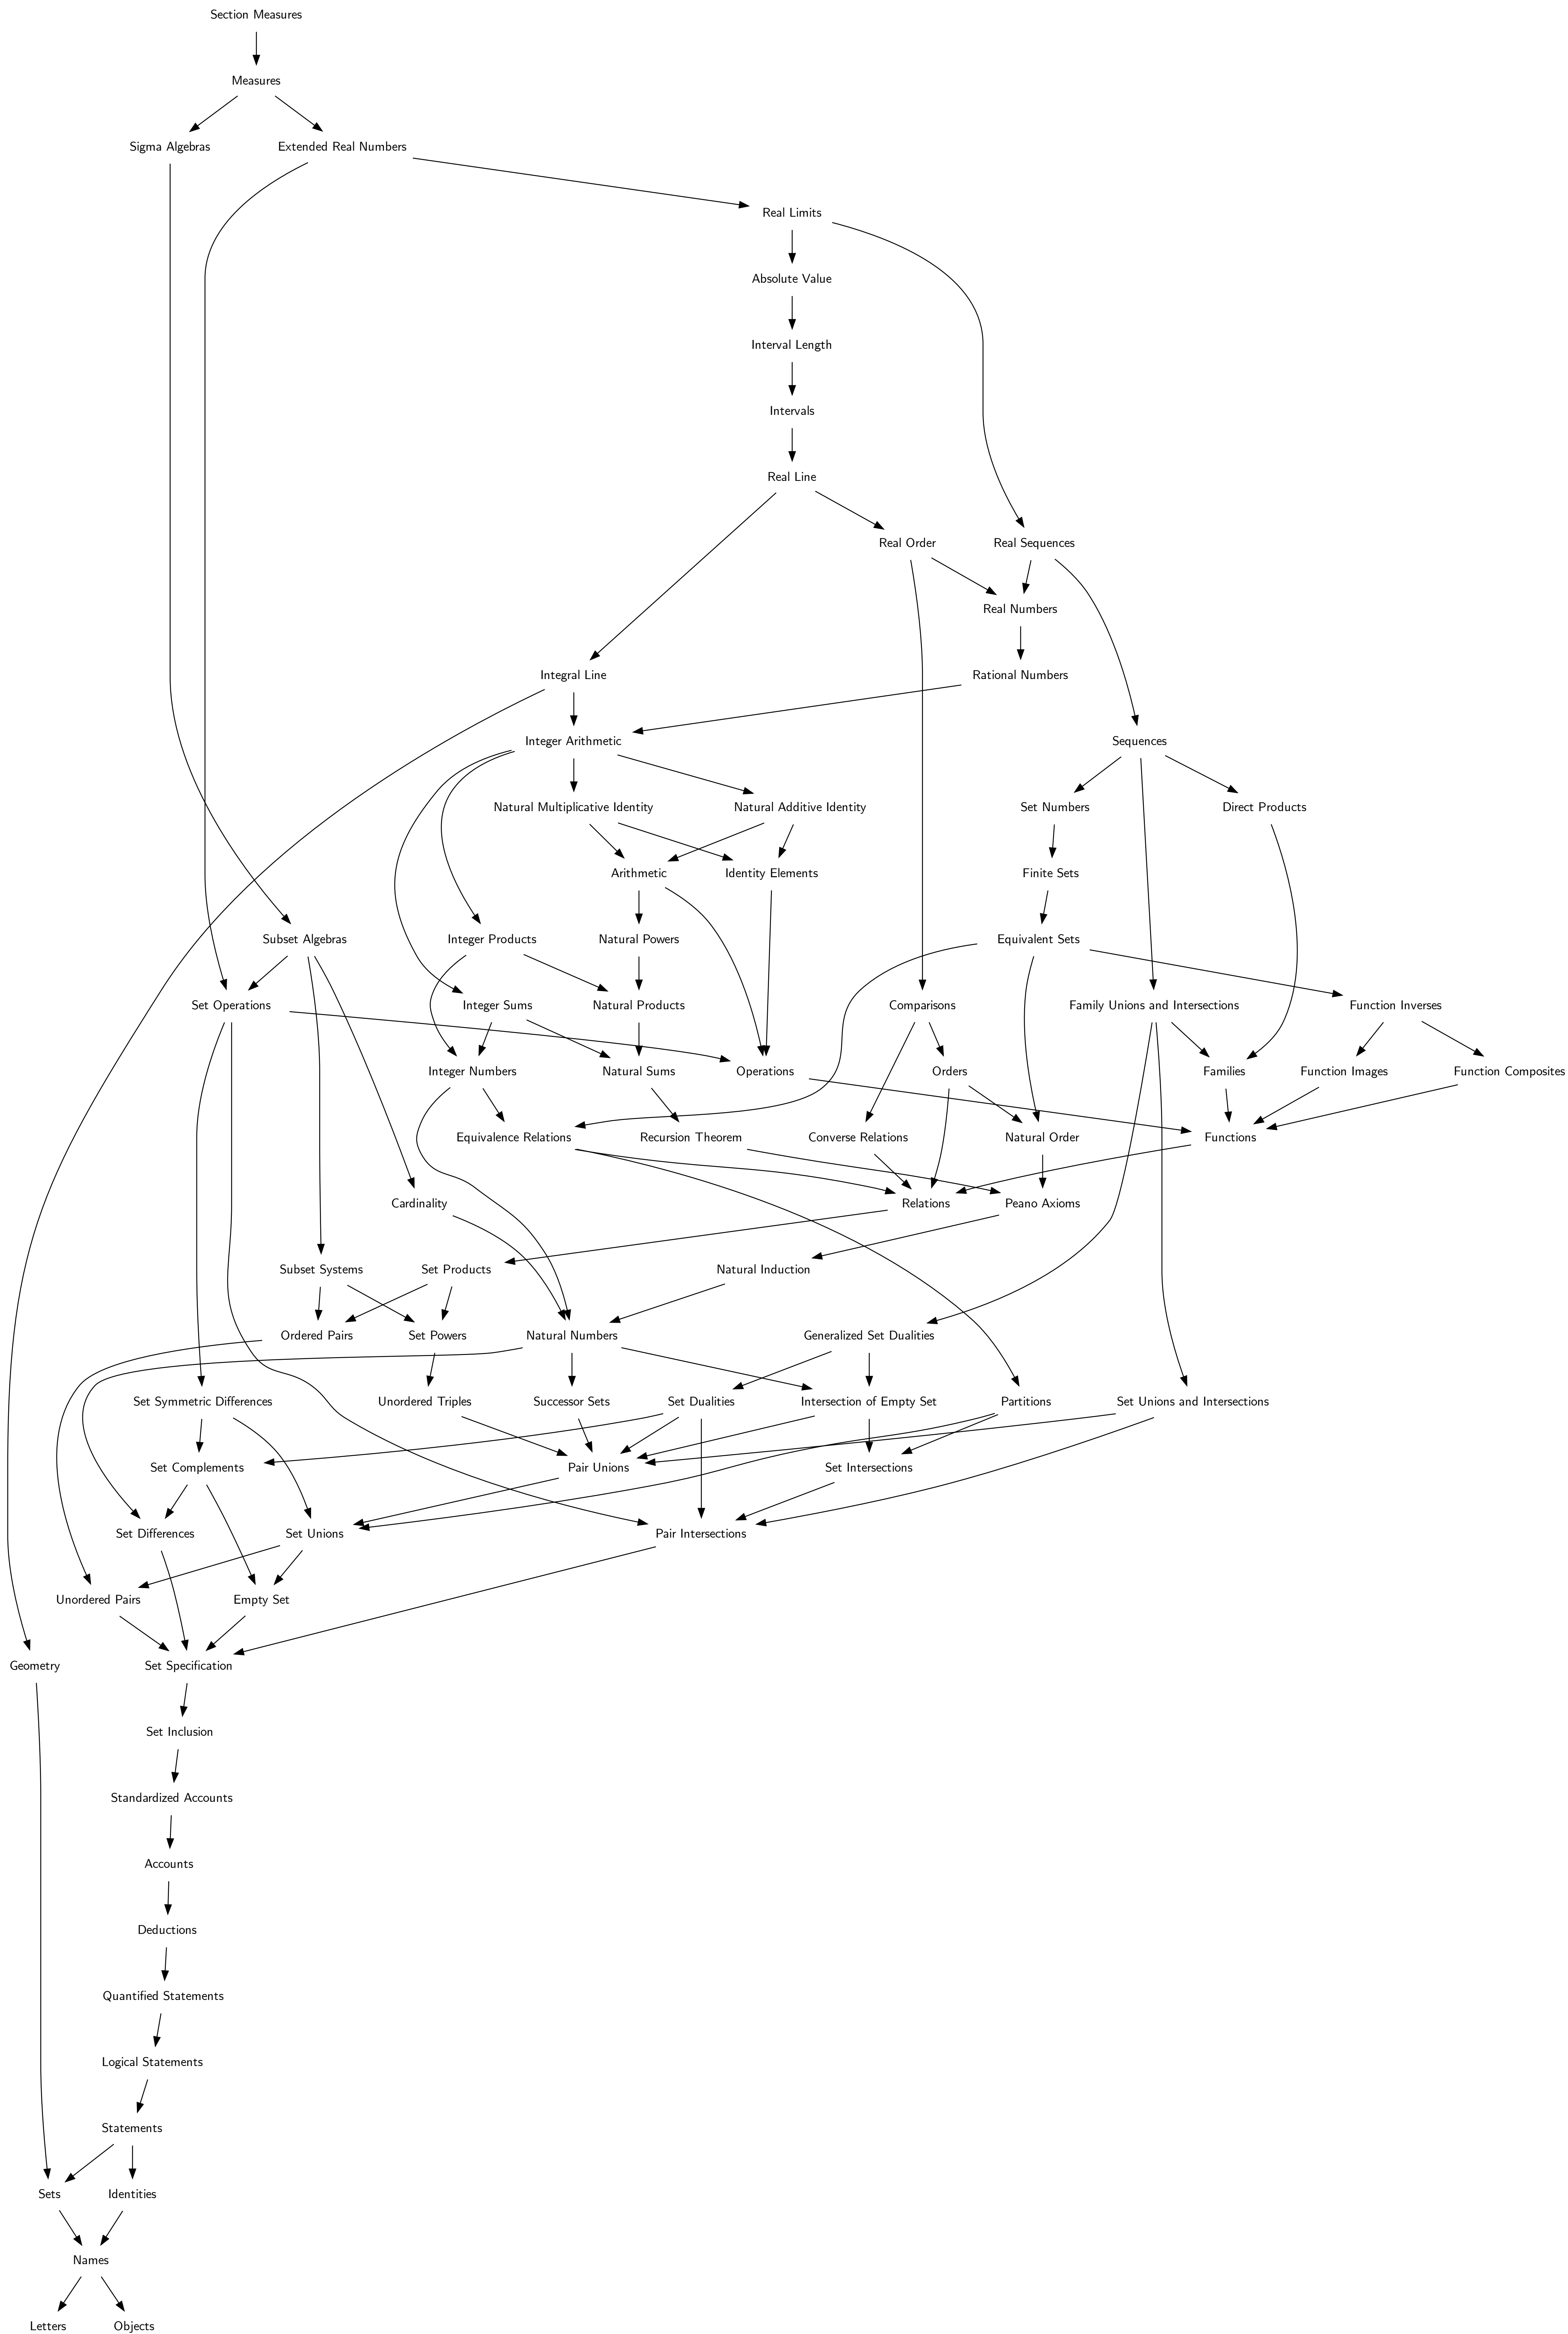 Section Measures
Measures
Sigma Algebras
Extended Real Numbers
Real Limits
Absolute Value
Interval Length
Intervals
Real Line
Real Order
Real Sequences
Real Numbers
Integral Line
Rational Numbers
Integer Arithmetic
Sequences
Natural Multiplicative Identity
Natural Additive Identity
Set Numbers
Direct Products
Arithmetic
Identity Elements
Finite Sets
Subset Algebras
Integer Products
Natural Powers
Equivalent Sets
Set Operations
Integer Sums
Natural Products
Comparisons
Family Unions and Intersections
Function Inverses
Integer Numbers
Natural Sums
Operations
Orders
Families
Function Images
Function Composites
Equivalence Relations
Recursion Theorem
Converse Relations
Natural Order
Functions
Cardinality
Relations
Peano Axioms
Subset Systems
Set Products
Natural Induction
Ordered Pairs
Set Powers
Natural Numbers
Generalized Set Dualities
Set Symmetric Differences
Unordered Triples
Successor Sets
Set Dualities
Intersection of Empty Set
Partitions
Set Unions and Intersections
Set Complements
Pair Unions
Set Intersections
Set Differences
Set Unions
Pair Intersections
Unordered Pairs
Empty Set
Geometry
Set Specification
Set Inclusion
Standardized Accounts
Accounts
Deductions
Quantified Statements
Logical Statements
Statements
Sets
Identities
Names
Letters
Objects